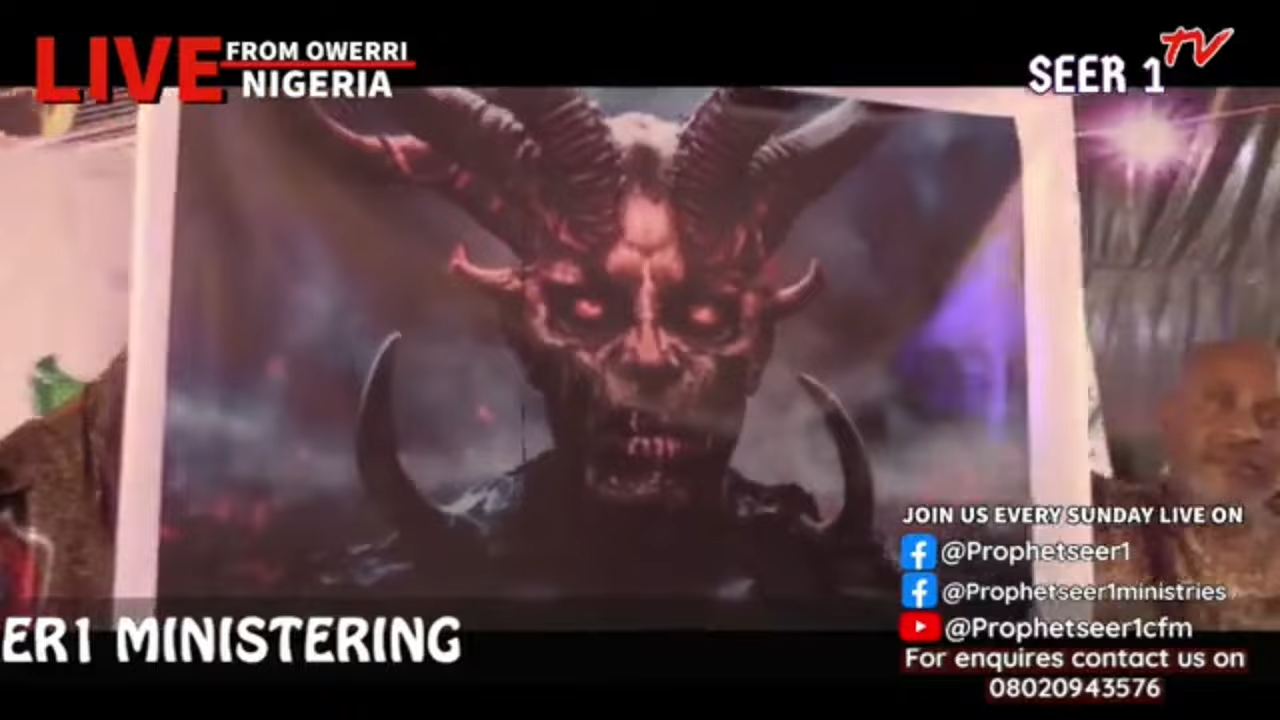 LIVE FROM OWERRI
NIGERIA
SEER 1 TV
JOIN US EVERY SUNDAY LIVE ON
@Prophetseer1
@Prophetseer1ministries
@Prophetseer1cfm
For enquires contact us on
08020943576
ER1 MINISTERING